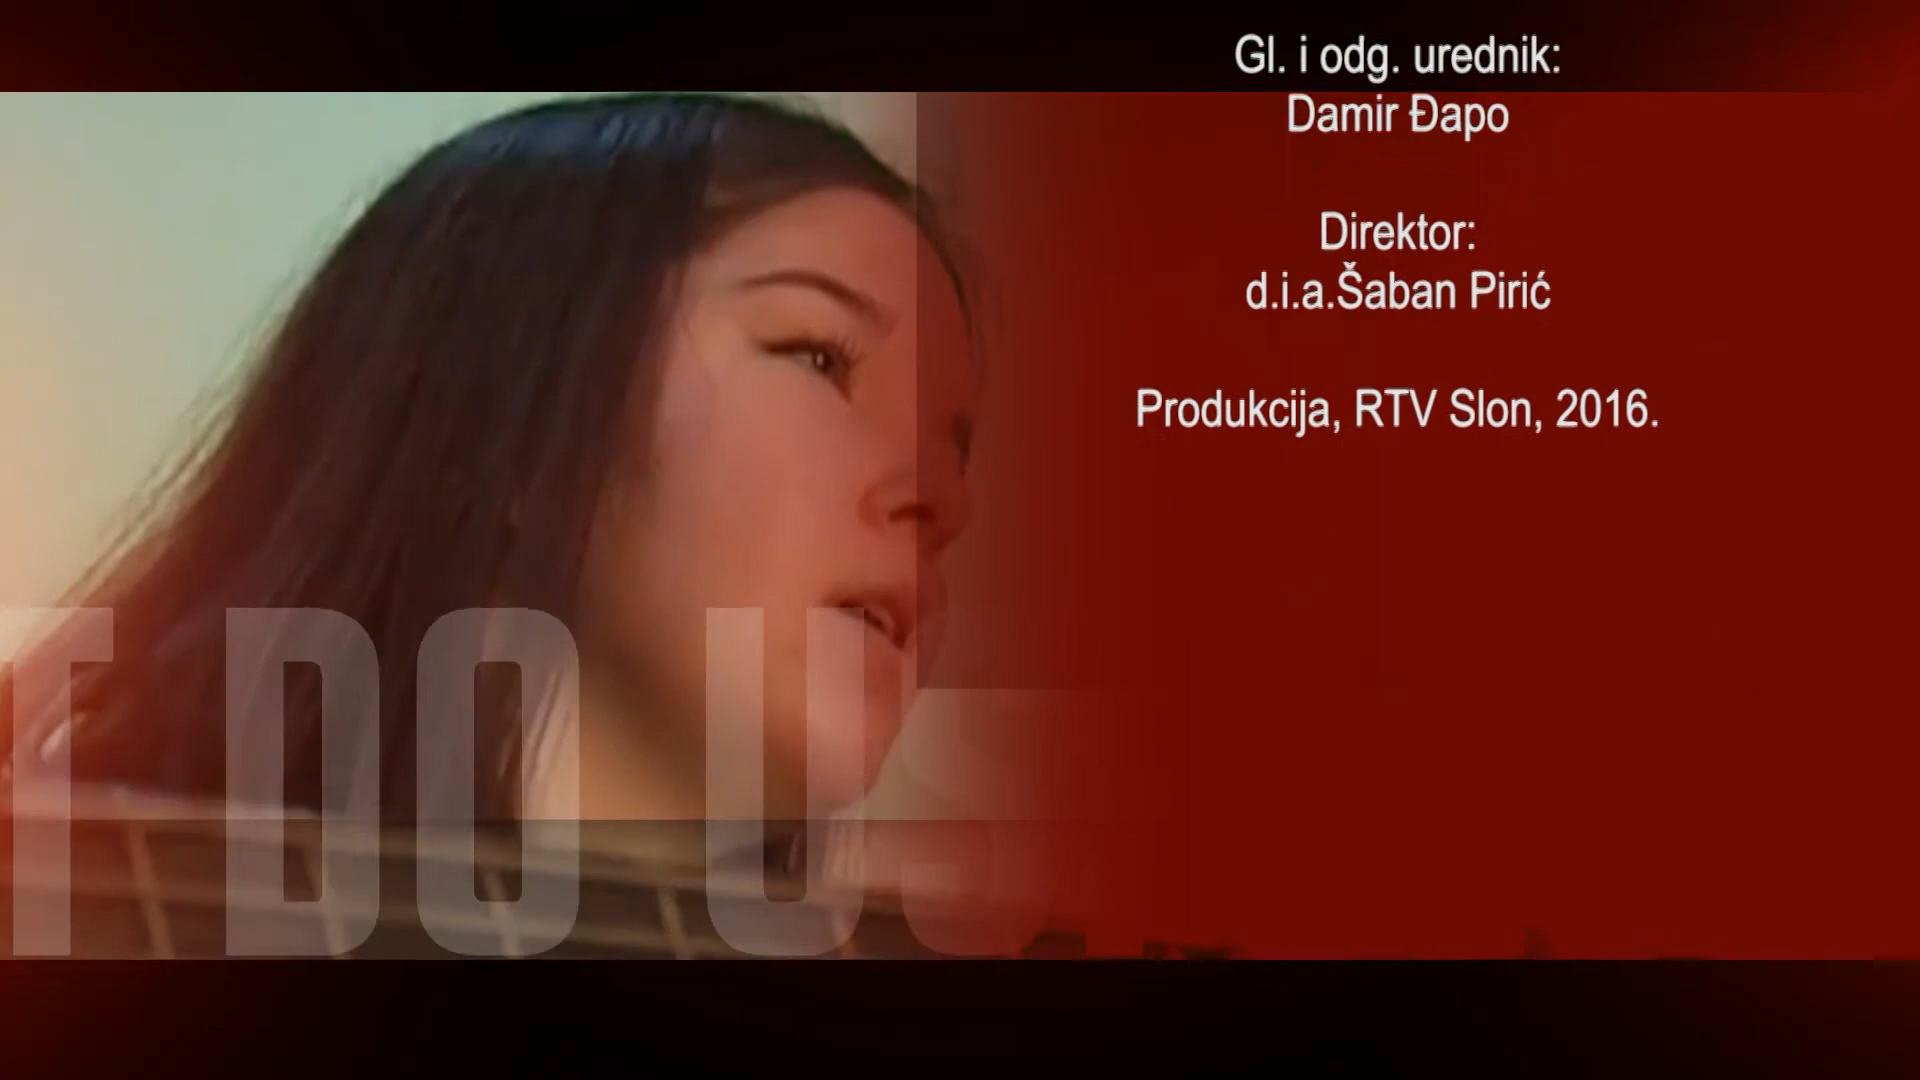 Gl. i odg. urednik:
Damir Đapo
Direktor:
d.i.a.Šaban Pirić
Produkcija, RTV Slon, 2016.
T DO